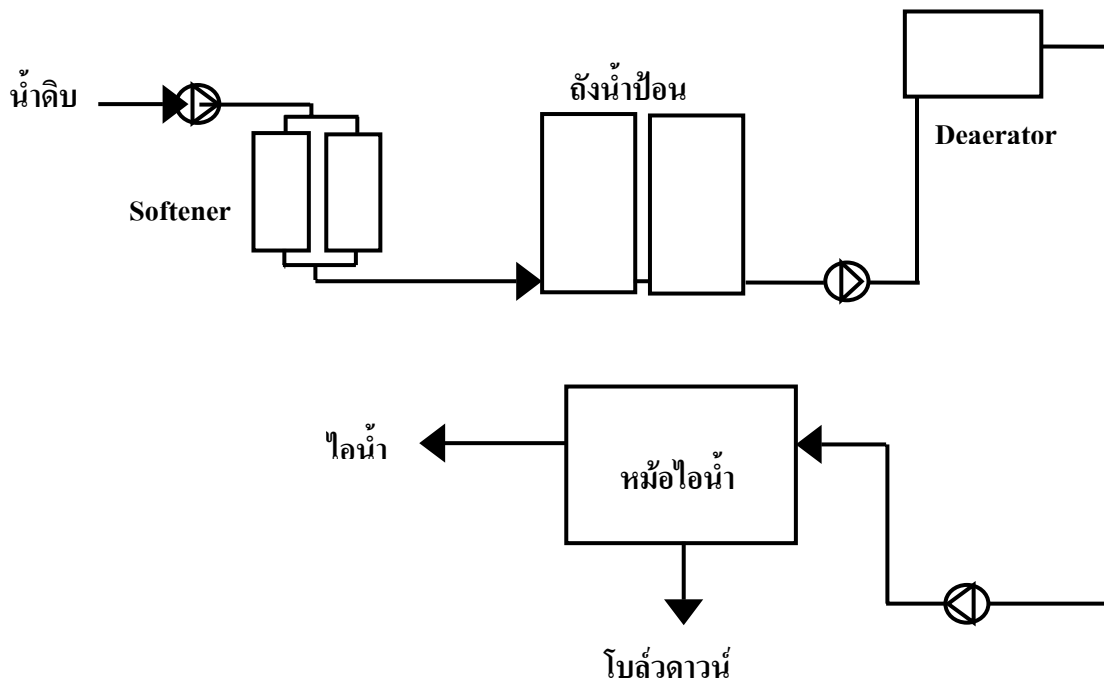 น้ำดิบ
Softener
ถังน้ำป้อน
Deaerator
ไอน้ำ
หม้อไอน้ำ
โบล์วดาวน์